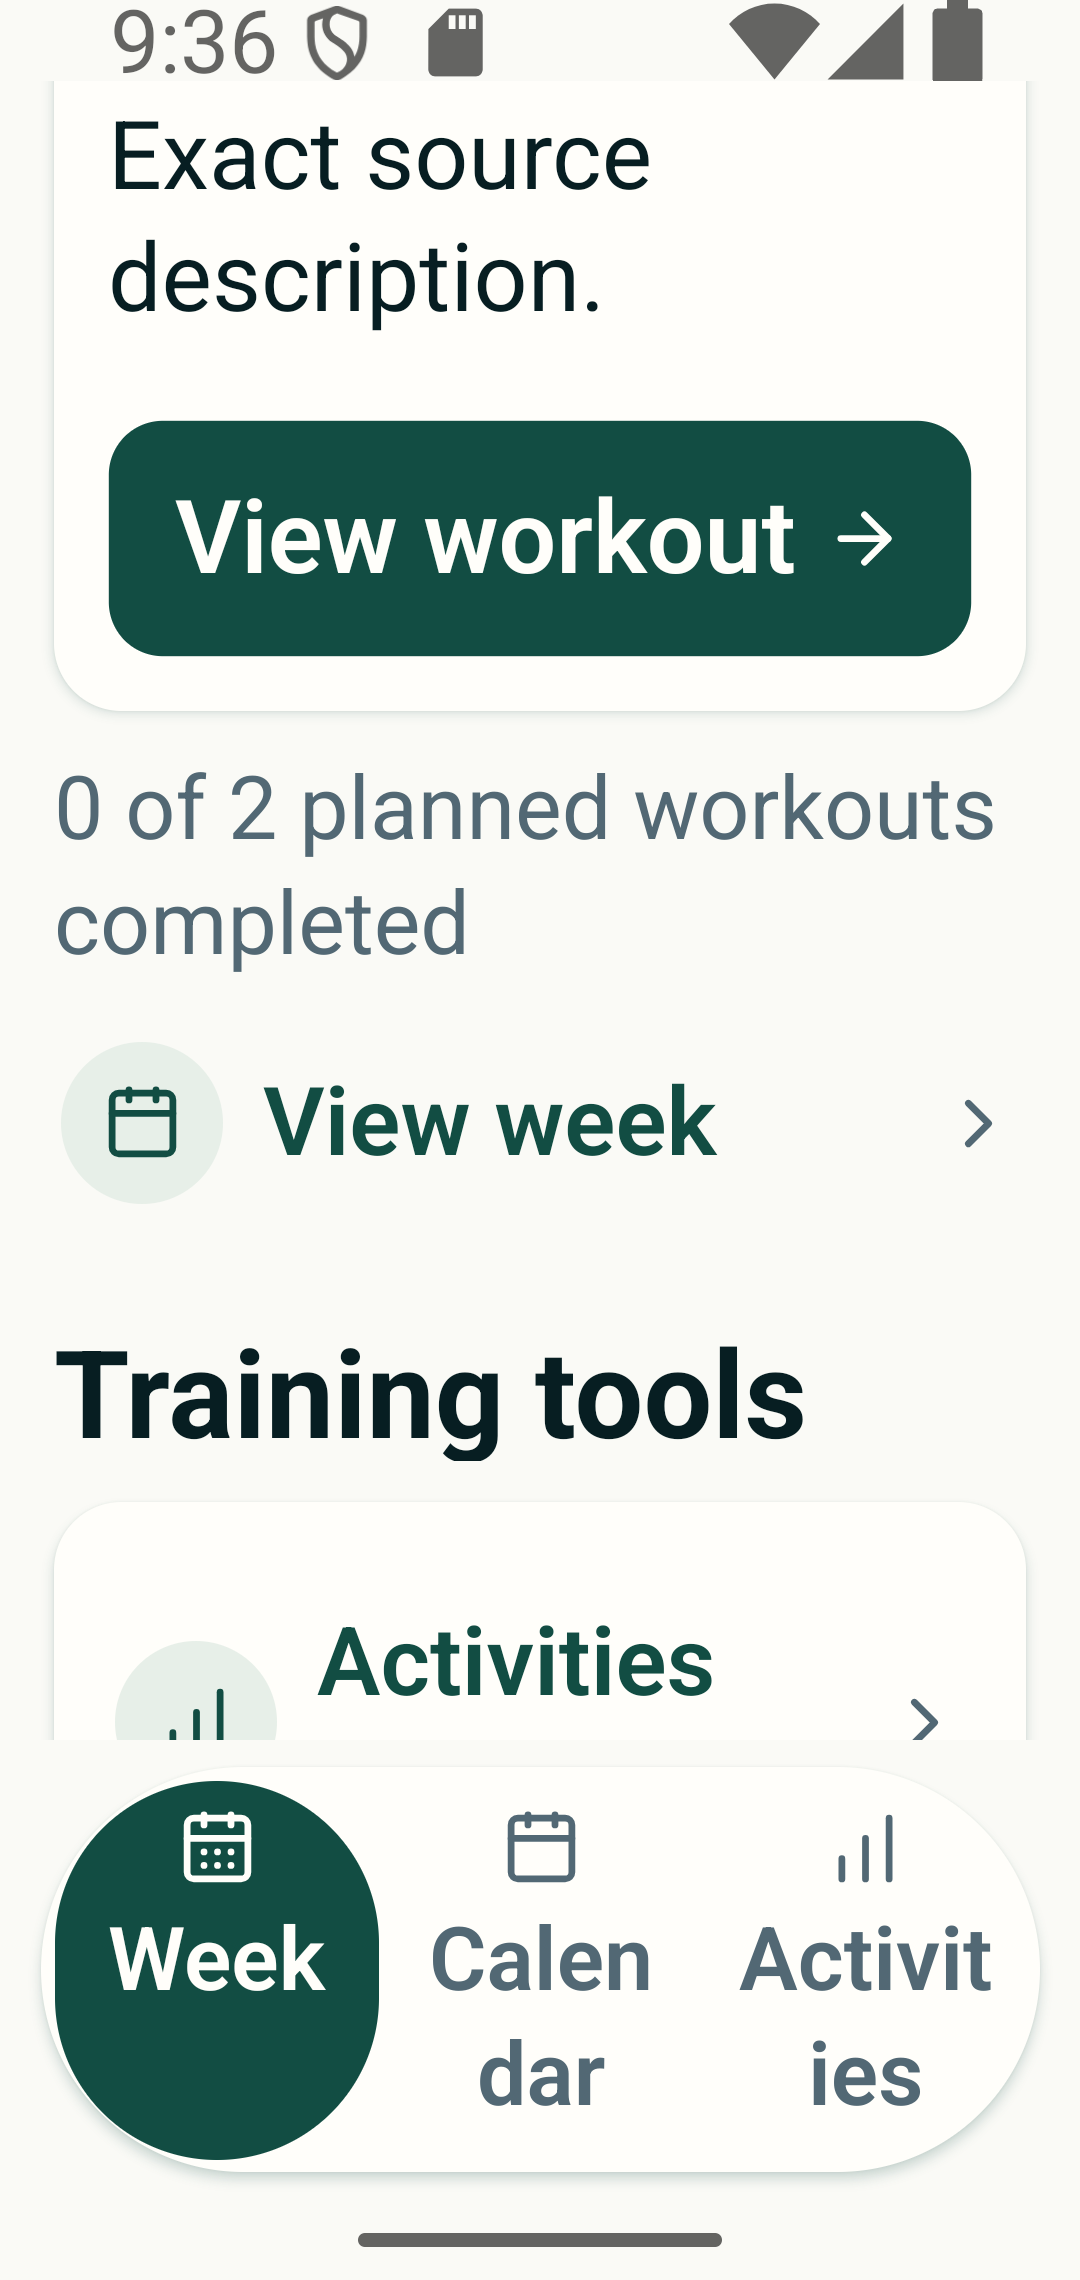 9:36
Exact source
description.
View workout
0 of 2 planned workouts
completed
View week
Training tools
Activities
Week
Calen
dar
Activit
ies